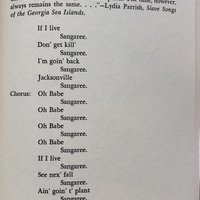 always remains the same. . . ."—Lydia Parrish, Slave Songs
of the Georgia Sea Islands.
If I live
Sangaree.
Don' get kill'
Sangaree.
I'm goin' back
Sangaree.
Jacksonville
Sangaree.
Chorus: Oh Babe
Sangaree.
Oh Babe
Sangaree.
Oh Babe
Sangaree.
Oh Babe
Sangaree.
If I live
Sangaree.
See nex' fall
Sangaree.
Ain' goin' t' plant
Sangaree.